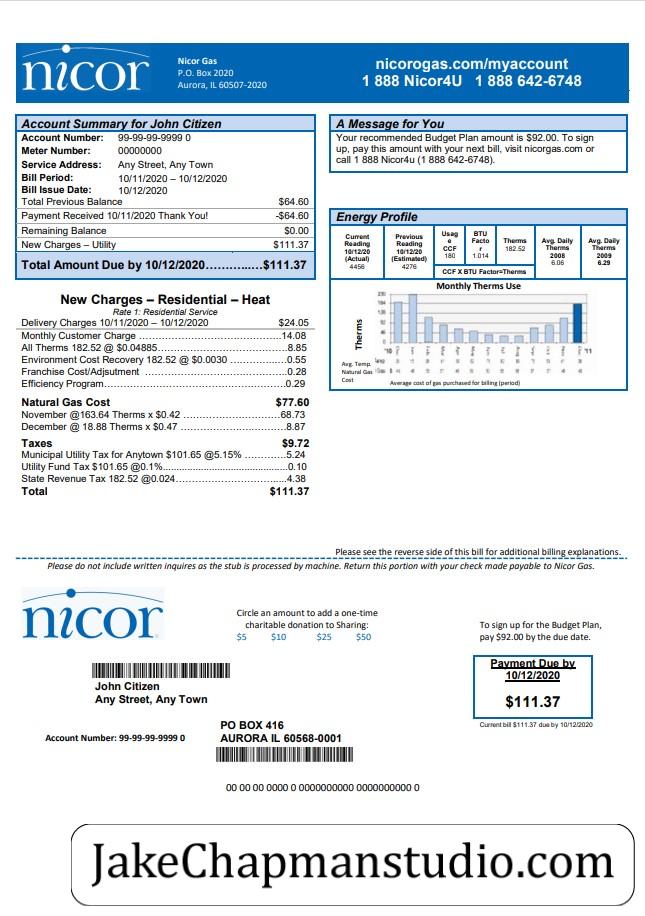 nicor
Nicor Gas
P.O. Box 2020
Aurora, IL 60507-2020
nicorogas.com/myaccount
1 888 Nicor4U 1 888 642-6748
Account Summary for John Citizen
Account Number: 99-99-99-9999 0
Meter Number: 00000000
Service Address: Any Street, Any Town
Bill Period: 10/11/2020 – 10/12/2020
Bill Issue Date: 10/12/2020
Total Previous Balance $64.60
Payment Received 10/11/2020 Thank You! -$64.60
Remaining Balance $0.00
New Charges – Utility $111.37
Total Amount Due by 10/12/2020……….…$111.37
A Message for You
Your recommended Budget Plan amount is $92.00. To sign
up, pay this amount with your next bill, visit nicorgas.com or
call 1 888 Nicor4u (1 888 642-6748).
Energy Profile
Current Reading 10/12/20 (Actual) 4456
Previous Reading 10/12/20 (Estimated) 4276
Usag e CCF 180
BTU Facto r 1.014
Therms 182.52
CCF X BTU Factor=Therms
Avg. Daily Therms 2008 6.06
Avg. Daily Therms 2009 6.29
Monthly Therms Use
Therms
'10 '11
Avg. Temp.
Natural Gas
Cost
Average cost of gas purchased for billing (period)
New Charges – Residential – Heat
Rate 1: Residential Service
Delivery Charges 10/11/2020 – 10/12/2020 $24.05
Monthly Customer Charge ………………………………14.08
All Therms 182.52 @ $.04885……………………………8.85
Environment Cost Recovery 182.52 @ $0.0030 …………0.55
Franchise Cost/Adjsutment ………………………………0.28
Efficiency Program…………………………………………0.29
Natural Gas Cost $77.60
November @163.64 Therms x $0.42 ……………………68.73
December @ 18.88 Therms x $0.47 ………………………8.87
Taxes $9.72
Municipal Utility Tax for Anytown $101.65 @5.15% ………5.24
Utility Fund Tax $101.65 @0.1%...................................0.10
State Revenue Tax 182.52 @0.024………………………4.38
Total $111.37
Please see the reverse side of this bill for additional billing explanations.
Please do not include written inquires as the stub is processed by machine. Return this portion with your check made payable to Nicor Gas.
nicor
Circle an amount to add a one-time
charitable donation to Sharing:
$5 $10 $25 $50
To sign up for the Budget Plan,
pay $92.00 by the due date.
Payment Due by
10/12/2020
$111.37
Current bill $111.37 due by 10/12/2020
John Citizen
Any Street, Any Town
Account Number: 99-99-99-9999 0
PO BOX 416
AURORA IL 60568-0001
00 00 00 0000 0 0000000000 0000000000 0
JakeChapmanstudio.com